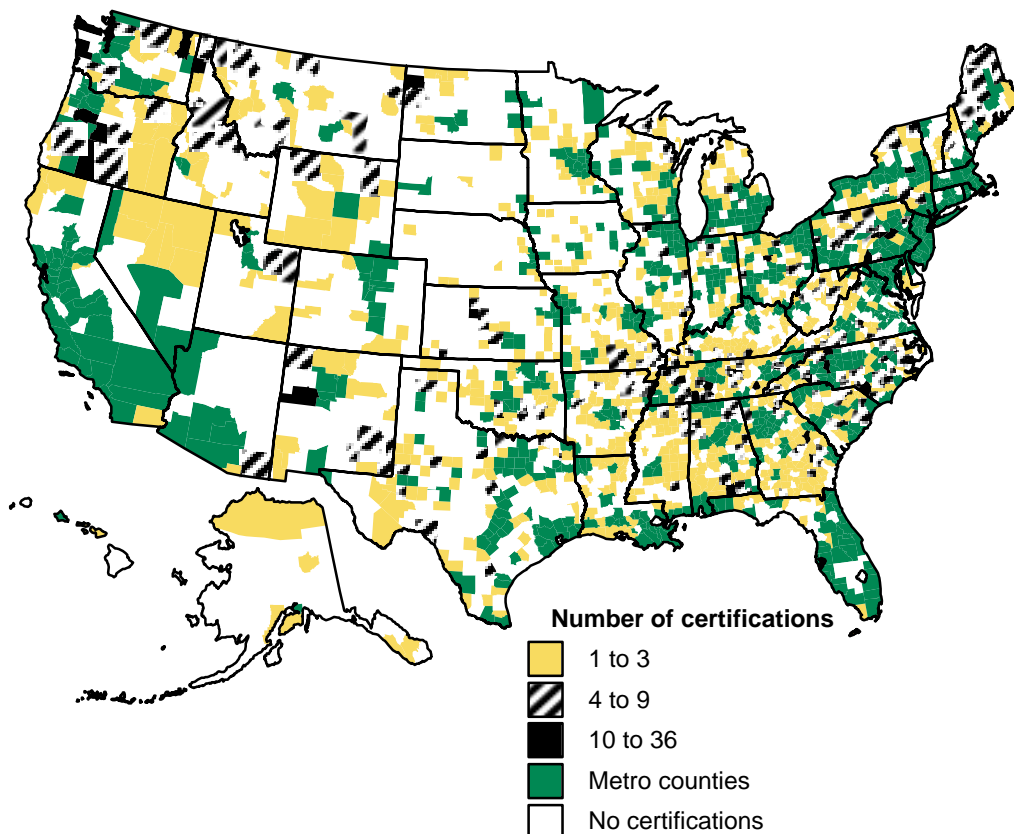 Number of certifications
1 to 3
4 to 9
10 to 36
Metro counties
No certifications